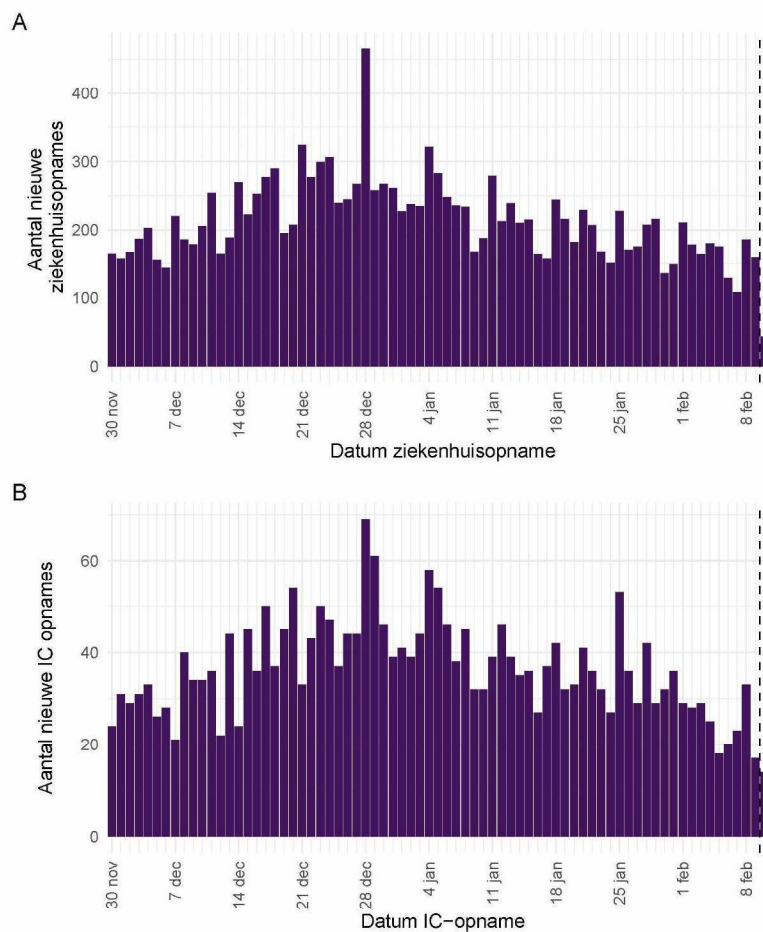 A
Aantal nieuwe
ziekenhuisopnames
400
300
200
100
0
30 nov
7 dec
14 dec
21 dec
28 dec
4 jan
11 jan
18 jan
25 jan
1 feb
8 feb
Datum ziekenhuisopname
B
Aantal nieuwe IC opnames
60
40
20
0
30 nov
7 dec
14 dec
21 dec
28 dec
4 jan
11 jan
18 jan
25 jan
1 feb
8 feb
Datum IC−opname